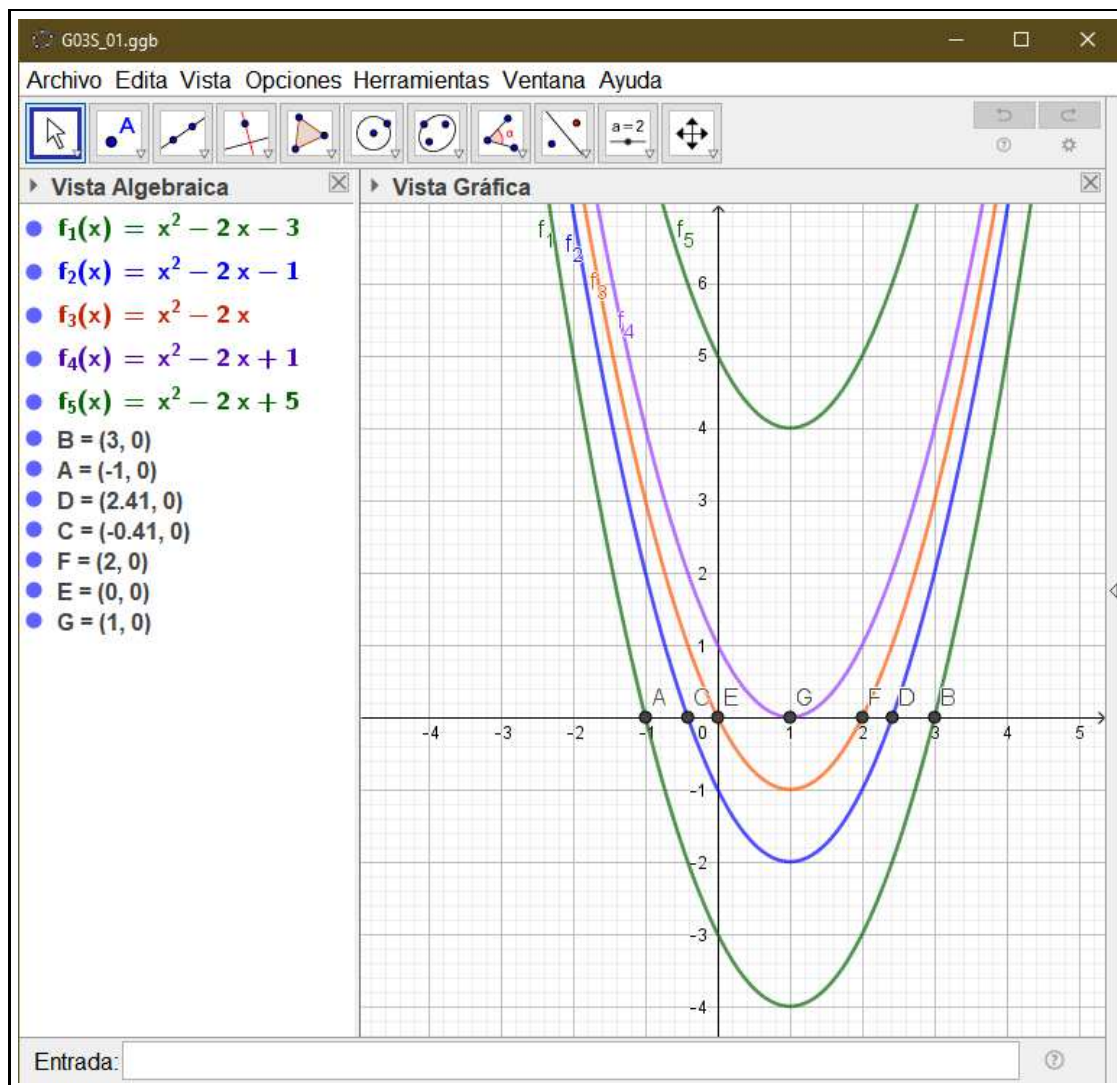 G03S_01.ggb
Archivo Edita Vista Opciones Herramientas Ventana Ayuda
A
α
a = 2
Vista Algebraica
Vista Gráfica
f₁(x) = x² − 2 x − 3
f₂(x) = x² − 2 x − 1
f₃(x) = x² − 2 x
f₄(x) = x² − 2 x + 1
f₅(x) = x² − 2 x + 5
B = (3, 0)
A = (-1, 0)
D = (2.41, 0)
C = (-0.41, 0)
F = (2, 0)
E = (0, 0)
G = (1, 0)
f₁
f₂
f₃
f₄
f₅
6
5
4
3
2
1
A C E G F D B
-4 -3 -2 -1 0 1 2 3 4 5
-1
-2
-3
-4
Entrada: